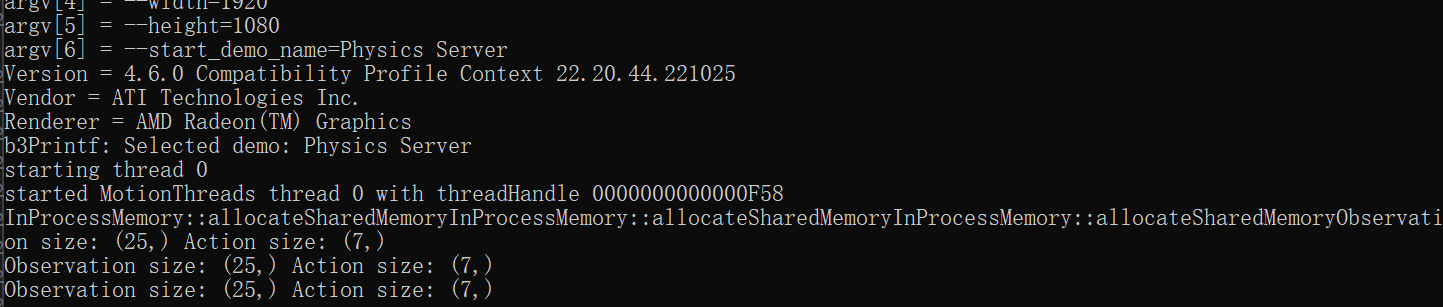 argv[4] = --width=1920
argv[5] = --height=1080
argv[6] = --start_demo_name=Physics Server
Version = 4.6.0 Compatibility Profile Context 22.20.44.221025
Vendor = ATI Technologies Inc.
Renderer = AMD Radeon(TM) Graphics
b3Printf: Selected demo: Physics Server
starting thread 0
started MotionThreads thread 0 with threadHandle 0000000000000F58
InProcessMemory::allocateSharedMemoryInProcessMemory::allocateSharedMemoryInProcessMemory::allocateSharedMemoryObservati
on size: (25,) Action size: (7,)
Observation size: (25,) Action size: (7,)
Observation size: (25,) Action size: (7,)